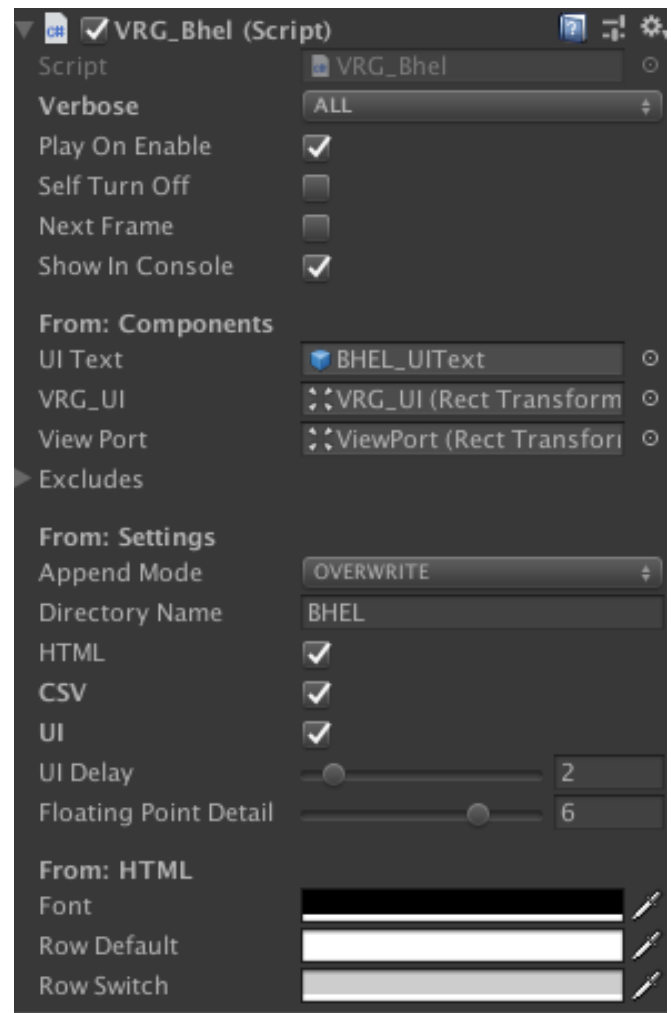 VRG_Bhel (Script)
Script VRG_Bhel
Verbose ALL
Play On Enable
Self Turn Off
Next Frame
Show In Console
From: Components
UI Text BHEL_UIText
VRG_UI VRG_UI (Rect Transform
View Port ViewPort (Rect Transfor
Excludes
From: Settings
Append Mode OVERWRITE
Directory Name BHEL
HTML
CSV
UI
UI Delay 2
Floating Point Detail 6
From: HTML
Font
Row Default
Row Switch